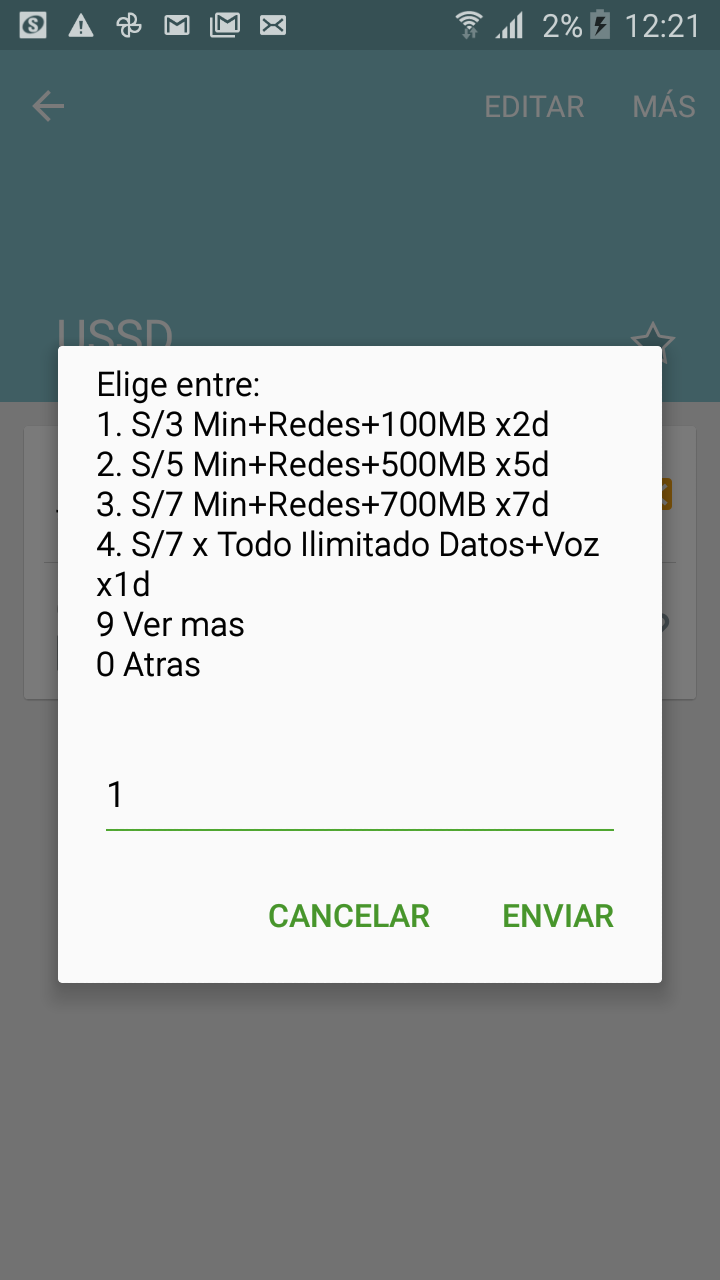 2% 12:21
EDITAR MÁS
USSD
Elige entre:
1. S/3 Min+Redes+100MB x2d
2. S/5 Min+Redes+500MB x5d
3. S/7 Min+Redes+700MB x7d
4. S/7 x Todo Ilimitado Datos+Voz
x1d
9 Ver mas
0 Atras
1
CANCELAR ENVIAR